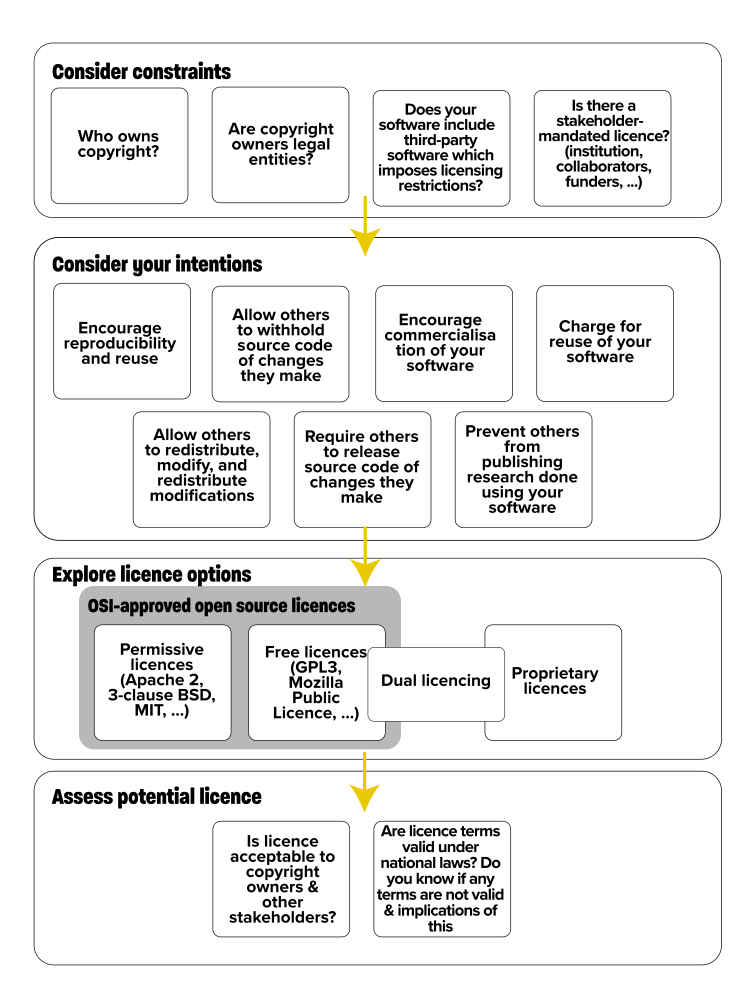 Consider constraints
Who owns
copyright?
Are copyright
owners legal
entities?
Does your
software include
third-party
software which
imposes licensing
restrictions?
Is there a
stakeholder-
mandated licence?
(institution,
collaborators,
funders, ...)
Consider your intentions
Encourage
reproducibility
and reuse
Allow others
to withhold
source code
of changes
they make
Encourage
commercialisa
tion of your
software
Charge for
reuse of your
software
Allow others
to redistribute,
modify, and
redistribute
modifications
Require others
to release
source code of
changes they
make
Prevent others
from
publishing
research done
using your
software
Explore licence options
OSI-approved open source licences
Permissive
licences
(Apache 2,
3-clause BSD,
MIT, ...)
Free licences
(GPL3,
Mozilla
Public
Licence, ...)
Dual licencing
Proprietary
licences
Assess potential licence
Is licence
acceptable to
copyright
owners &
other
stakeholders?
Are licence terms
valid under
national laws? Do
you know if any
terms are not valid
& implications of
this